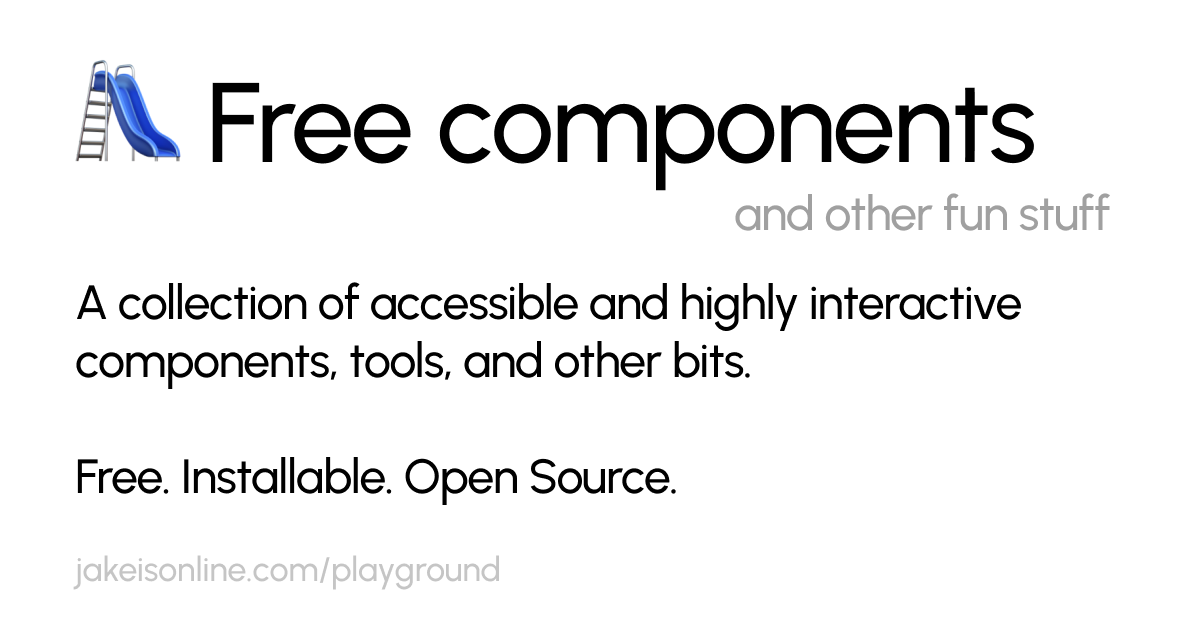 Free components
and other fun stuff
A collection of accessible and highly interactive
components, tools, and other bits.
Free. Installable. Open Source.
jakeisonline.com/playground